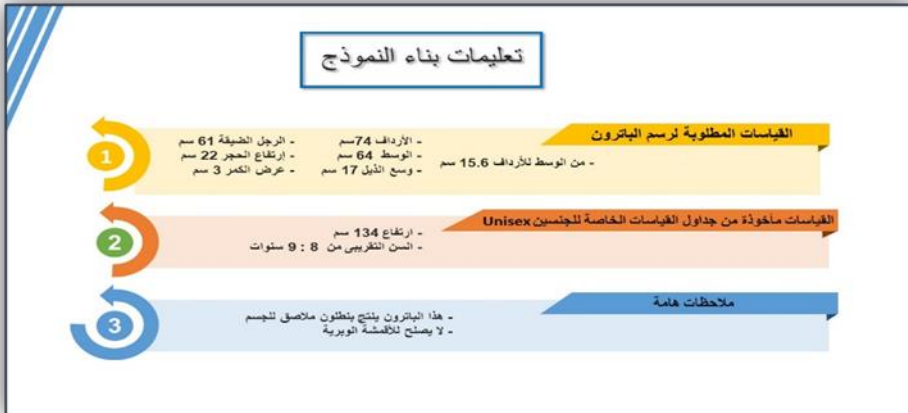 تعليمات بناء النموذج
1
القياسات المطلوبة لرسم الباترون
- من الوسط للأرداف 15.6 سم
- الأرداف 74سم
- الوسط 64 سم
- وسع الذيل 17 سم
- الرجل الضيقة 61 سم
- إرتفاع الحجر 22 سم
- عرض الكمر 3 سم
2
القياسات مأخوذة من جداول القياسات الخاصة للجنسين Unisex
- ارتفاع 134 سم
- السن التقريبى من 8 : 9 سنوات
3
ملاحظات هامة
- هذا الباترون ينتج بنطلون ملاصق للجسم
- لا يصلح للأقمشة الوبرية